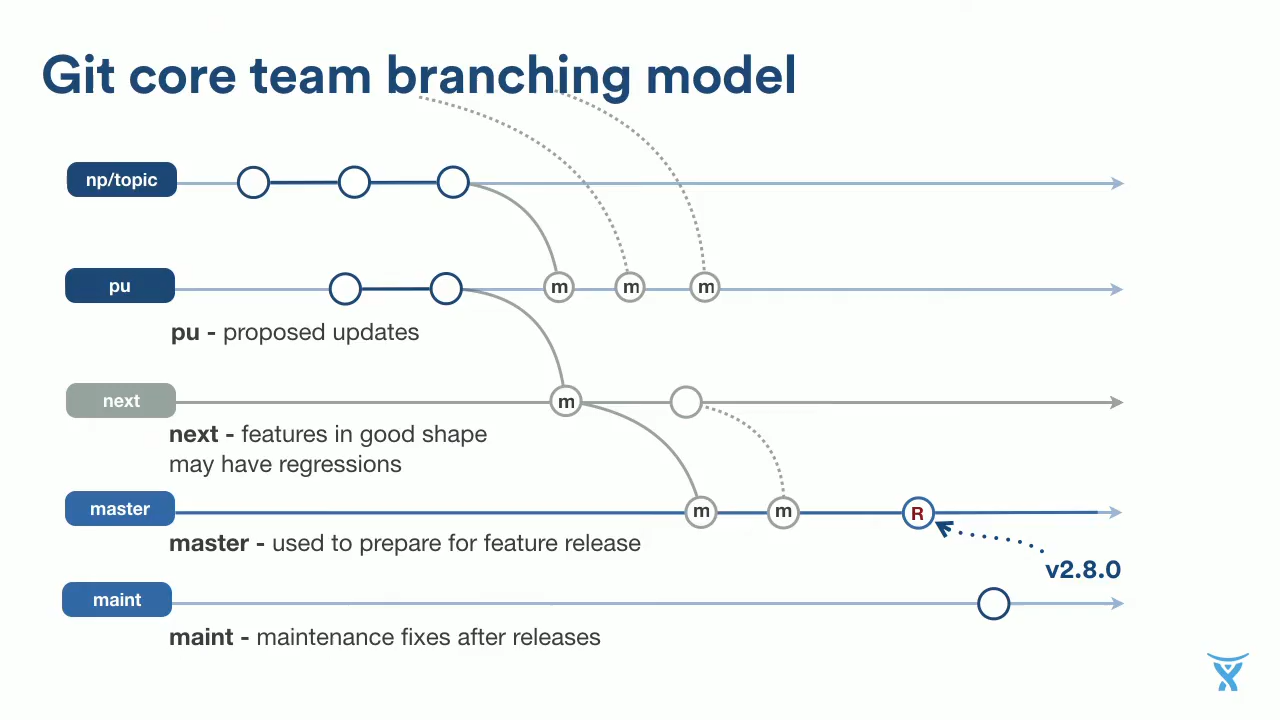 Git core team branching model
np/topic
pu
m
m
m
pu - proposed updates
next
m
next - features in good shape
may have regressions
master
m
m
R
master - used to prepare for feature release
v2.8.0
maint
maint - maintenance fixes after releases